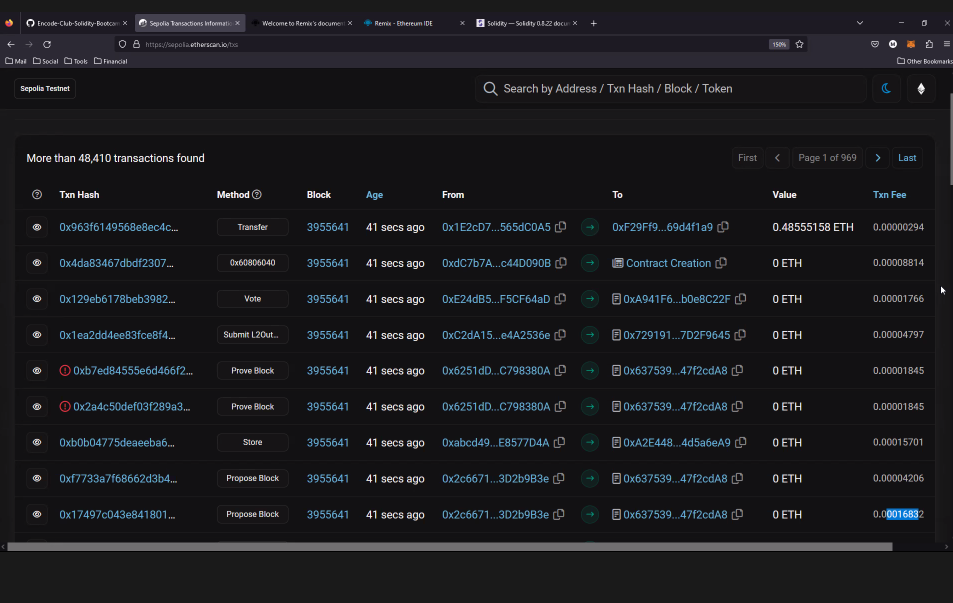 Encode-Club-Solidity-Bootcam
Sepolia Transactions Informatio
Welcome to Remix's document
Remix - Ethereum IDE
Solidity — Solidity 0.8.22 docu
https://sepolia.etherscan.io/txs
150%
Mail Social Tools Financial Other Bookmarks
Sepolia Testnet
Search by Address / Txn Hash / Block / Token
More than 48,410 transactions found
First Page 1 of 969 Last
Txn Hash Method Block Age From To Value Txn Fee
0x963f6149568e8ec4c... Transfer 3955641 41 secs ago 0x1E2cD7...565dC0A5 0xF29Ff9...69d4f1a9 0.48555158 ETH 0.00000294
0x4da83467dbdf2307... 0x60806040 3955641 41 secs ago 0xdC7b7A...c44D090B Contract Creation 0 ETH 0.00008814
0x129eb6178beb3982... Vote 3955641 41 secs ago 0xE24dB5...F5CF64aD 0xA941F6...b0e8C22F 0 ETH 0.00001766
0x1ea2dd4ee83fce8f4... Submit L2Out... 3955641 41 secs ago 0xC2dA15...e4A2536e 0x729191...7D2F9645 0 ETH 0.00004797
0xb7ed84555e6d466f2... Prove Block 3955641 41 secs ago 0x6251dD...C798380A 0x637539...47f2cdA8 0 ETH 0.00001845
0x2a4c50def03f289a3... Prove Block 3955641 41 secs ago 0x6251dD...C798380A 0x637539...47f2cdA8 0 ETH 0.00001845
0xb0b04775deaeeba6... Store 3955641 41 secs ago 0xabcd49...E8577D4A 0xA2E448...4d5a6eA9 0 ETH 0.00015701
0xf7733a7f68662d3b4... Propose Block 3955641 41 secs ago 0x2c6671...3D2b9B3e 0x637539...47f2cdA8 0 ETH 0.00004206
0x17497c043e841801... Propose Block 3955641 41 secs ago 0x2c6671...3D2b9B3e 0x637539...47f2cdA8 0 ETH 0.0016832